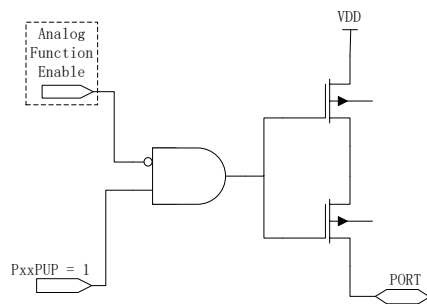 Analog
Function
Enable
VDD
PxxPUP = 1
PORT